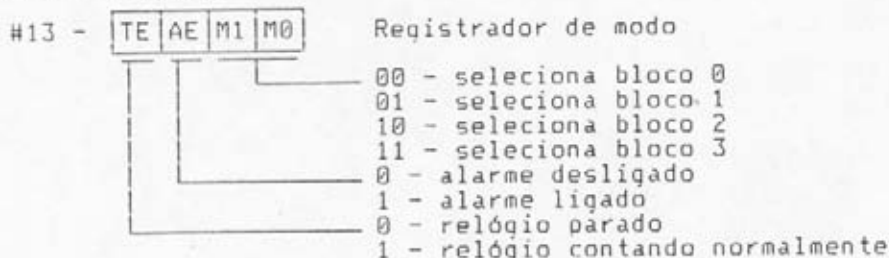 #13 - |TE|AE|M1|M0| Registrador de modo
00 - seleciona bloco 0
01 - seleciona bloco 1
10 - seleciona bloco 2
11 - seleciona bloco 3
0 - alarme desligado
1 - alarme ligado
0 - relógio parado
1 - relógio contando normalmente